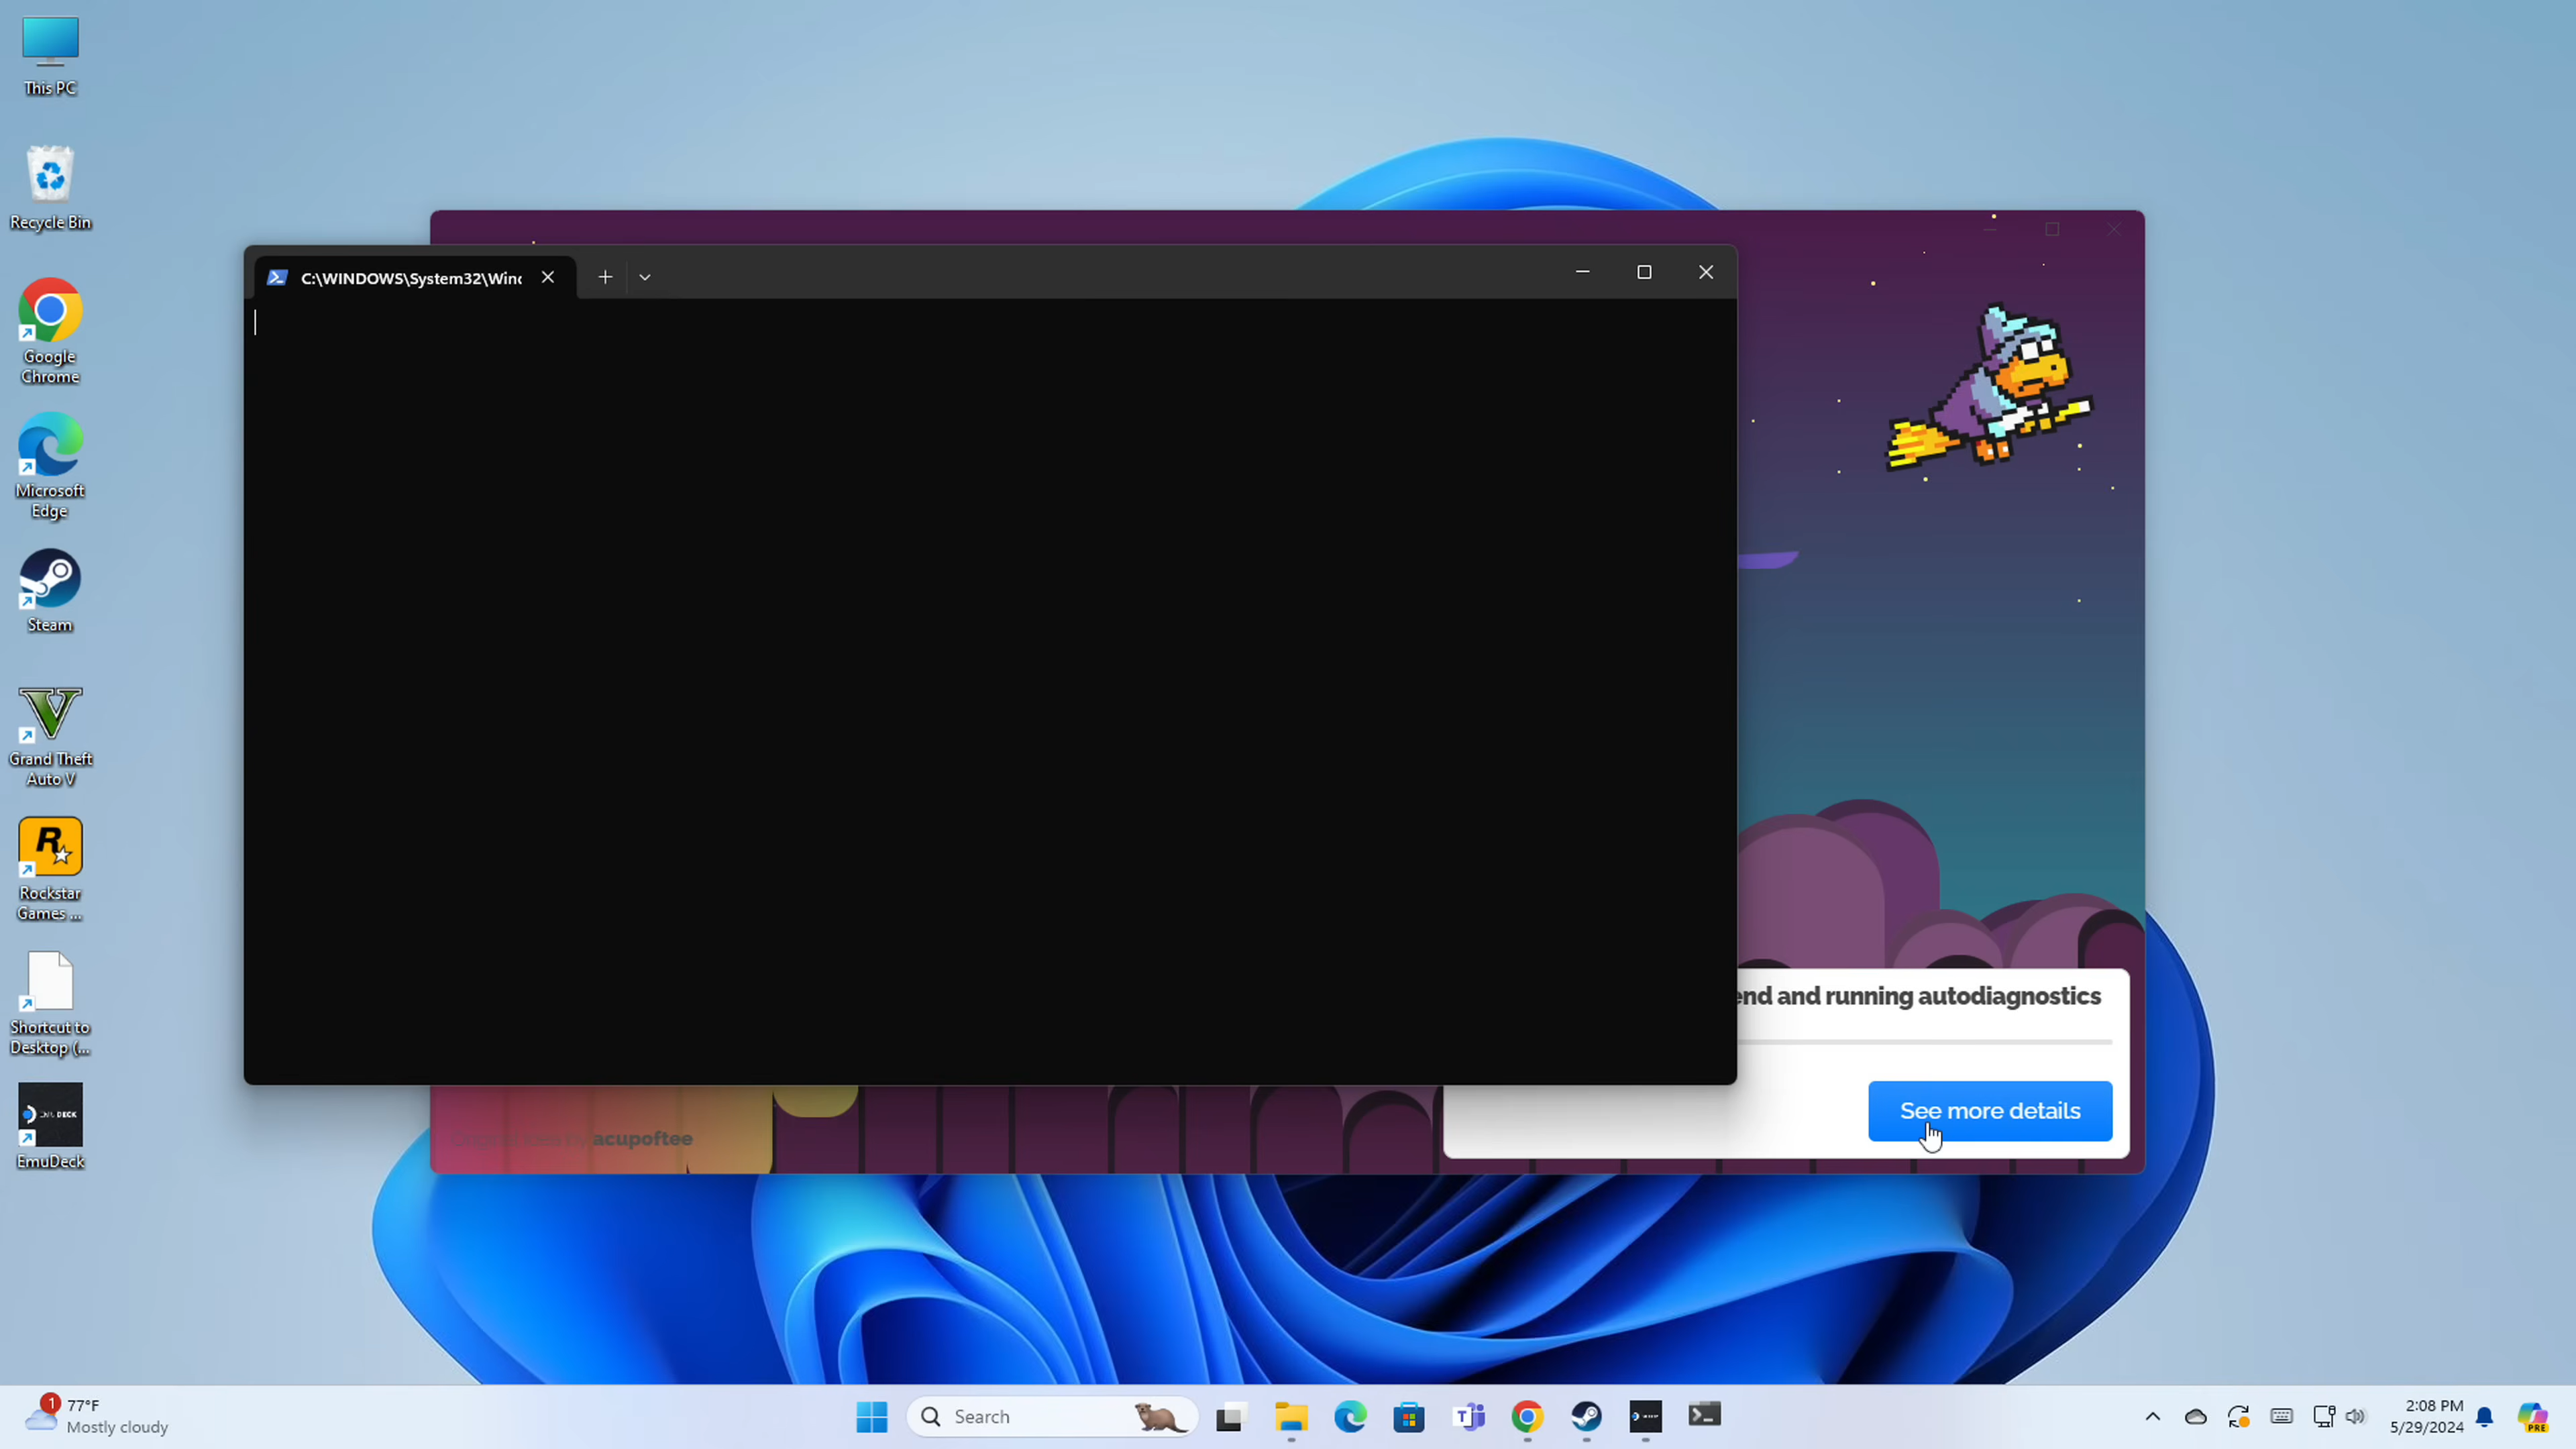 This PC
Recycle Bin
Google
Chrome
Microsoft
Edge
Steam
Grand Theft
Auto V
Rockstar
Games ...
Shortcut to
Desktop (...
EmuDeck
C:\WINDOWS\System32\Winc
end and running autodiagnostics
See more details
acupoftee
1
77°F
Mostly cloudy
Search
2:08 PM
5/29/2024
PRE